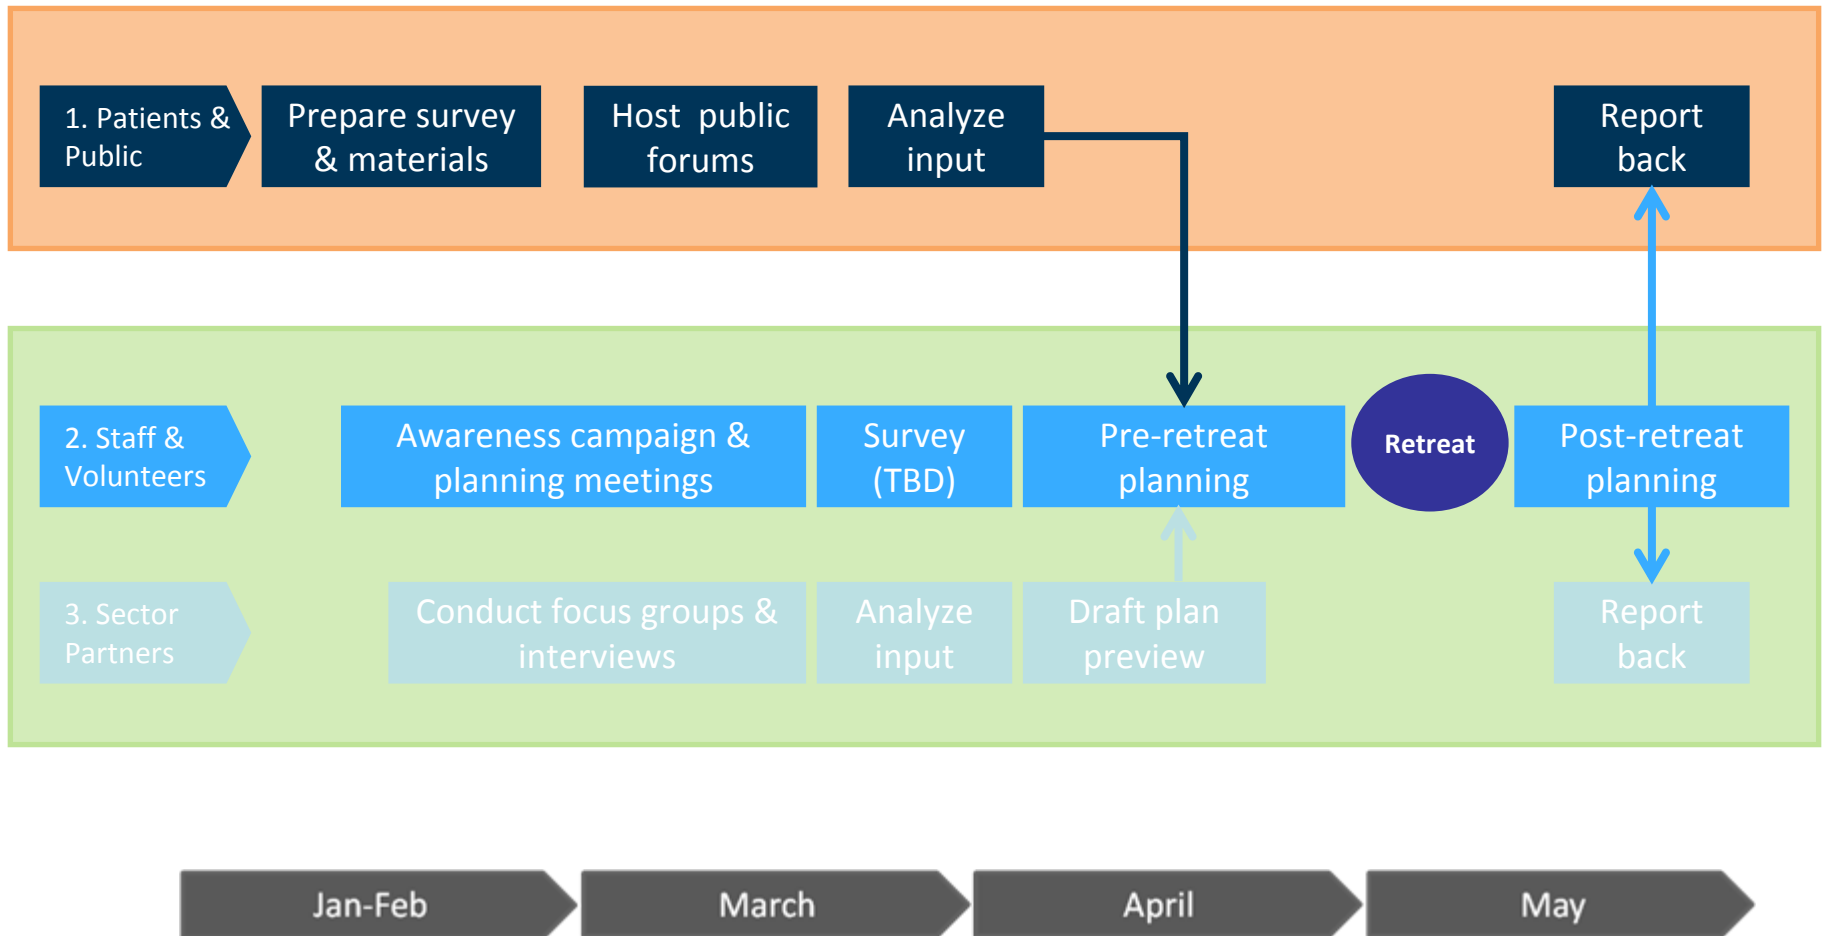 1. Patients &
Public
Prepare survey
& materials
Host public
forums
Analyze
input
Report
back
2. Staff &
Volunteers
Awareness campaign &
planning meetings
Survey
(TBD)
Pre-retreat
planning
Retreat
Post-retreat
planning
3. Sector
Partners
Conduct focus groups &
interviews
Analyze
input
Draft plan
preview
Report
back
Jan-Feb
March
April
May